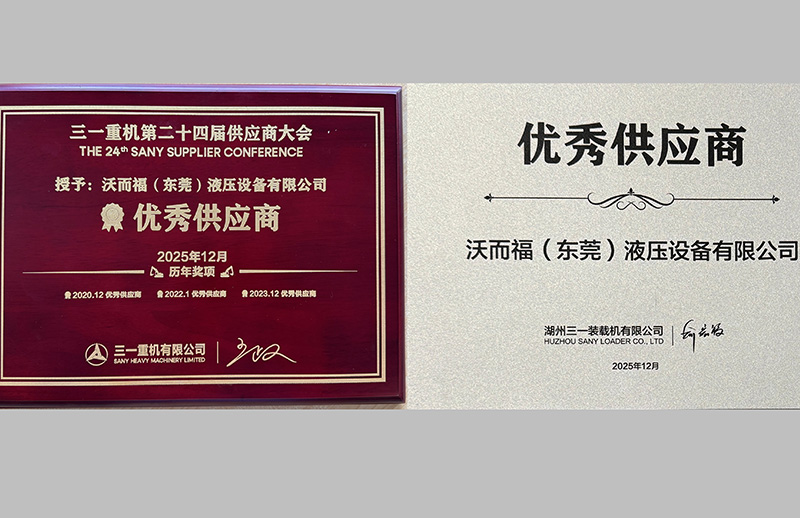 三一重机第二十四届供应商大会
THE 24th SANY SUPPLIER CONFERENCE
授予：沃而福（东莞）液压设备有限公司
优秀供应商
2025年12月
历年奖项
2020.12 优秀供应商 2022.1 优秀供应商 2023.12 优秀供应商
三一重机有限公司
SANY HEAVY MACHINERY LIMITED
优秀供应商
沃而福（东莞）液压设备有限公司
湖州三一装载机有限公司
HUZHOU SANY LOADER CO., LTD
2025年12月